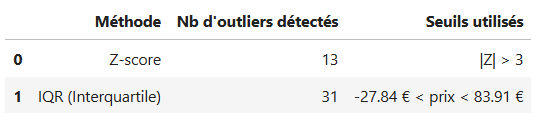 Méthode Nb d'outliers détectés Seuils utilisés
0 Z-score 13 |Z| > 3
1 IQR (Interquartile) 31 -27.84 € < prix < 83.91 €